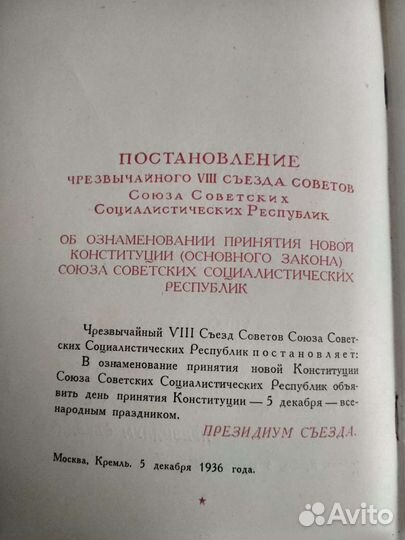 ПОСТАНОВЛЕНИЕ
ЧРЕЗВЫЧАЙНОГО VIII СЪЕЗДА СОВЕТОВ
СОЮЗА СОВЕТСКИХ
СОЦИАЛИСТИЧЕСКИХ РЕСПУБЛИК
ОБ ОЗНАМЕНОВАНИИ ПРИНЯТИЯ НОВОЙ
КОНСТИТУЦИИ (ОСНОВНОГО ЗАКОНА)
СОЮЗА СОВЕТСКИХ СОЦИАЛИСТИЧЕСКИХ
РЕСПУБЛИК
Чрезвычайный VIII Съезд Советов Союза Совет-
ских Социалистических Республик постановляет:
В ознаменование принятия новой Конституции
Союза Советских Социалистических Республик объя-
вить день принятия Конституции — 5 декабря — все-
народным праздником.
ПРЕЗИДИУМ СЪЕЗДА.
Москва, Кремль. 5 декабря 1936 года.
Avito